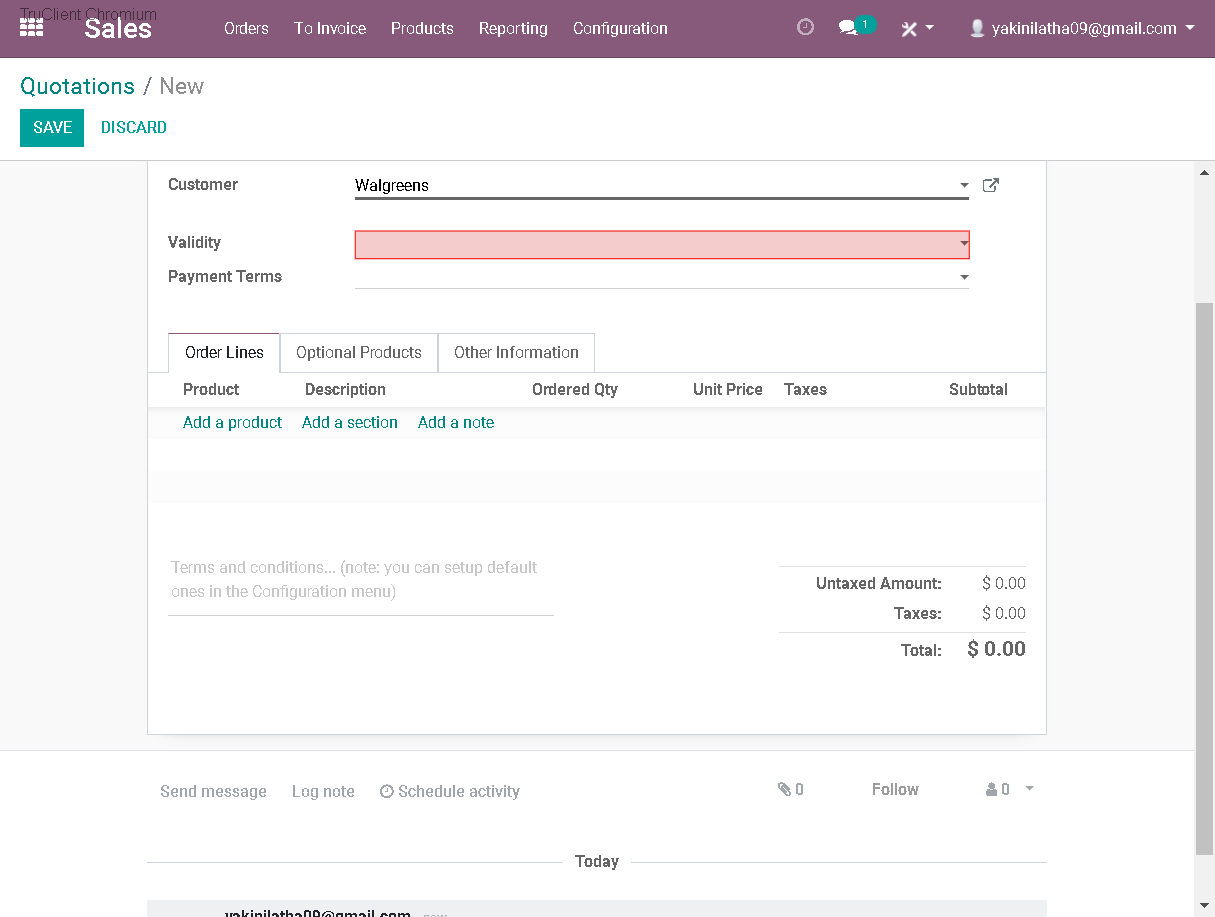 TruClient Chromium
Sales Orders To Invoice Products Reporting Configuration 1 yakinilatha09@gmail.com
Quotations / New
SAVE DISCARD
Customer Walgreens
Validity
Payment Terms
Order Lines Optional Products Other Information
Product Description Ordered Qty Unit Price Taxes Subtotal
Add a product Add a section Add a note
Terms and conditions... (note: you can setup default
ones in the Configuration menu)
Untaxed Amount: $ 0.00
Taxes: $ 0.00
Total: $ 0.00
Send message Log note Schedule activity 0 Follow 0
Today
yakinilatha09@gmail.com now